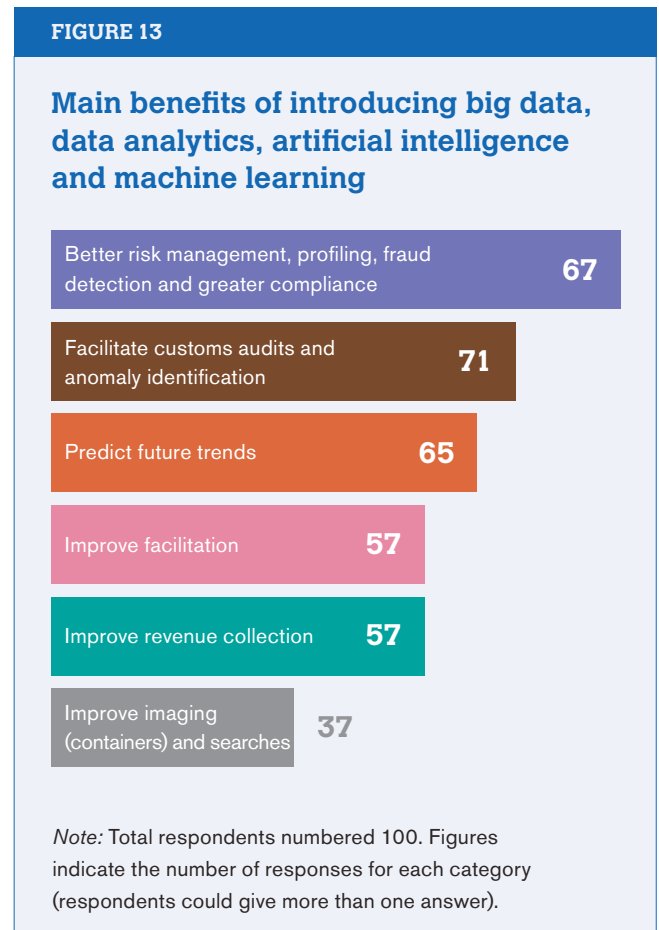 FIGURE 13
Main benefits of introducing big data,
data analytics, artificial intelligence
and machine learning
Better risk management, profiling, fraud
detection and greater compliance
67
Facilitate customs audits and
anomaly identification
71
Predict future trends
65
Improve facilitation
57
Improve revenue collection
57
Improve imaging
(containers) and searches
37
Note: Total respondents numbered 100. Figures
indicate the number of responses for each category
(respondents could give more than one answer).